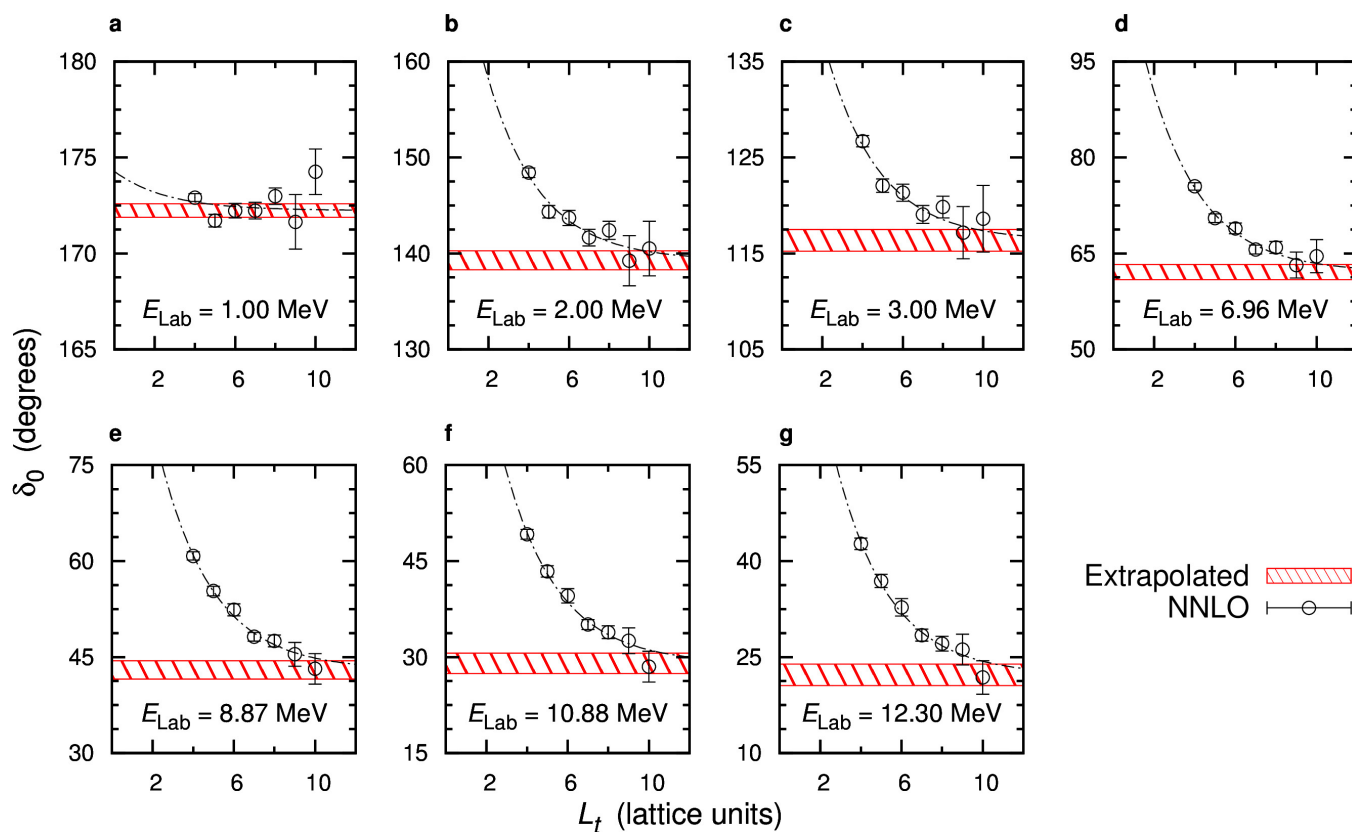 a b c d
180 160 135 95
175 150 125 80
170 140 115 65
E_Lab = 1.00 MeV E_Lab = 2.00 MeV E_Lab = 3.00 MeV E_Lab = 6.96 MeV
165 130 105 50
2 6 10 2 6 10 2 6 10 2 6 10
δ₀ (degrees)
e f g
75 60 55
60 45 40
Extrapolated
NNLO
45 30 25
E_Lab = 8.87 MeV E_Lab = 10.88 MeV E_Lab = 12.30 MeV
30 15 10
2 6 10 2 6 10 2 6 10
L_t (lattice units)